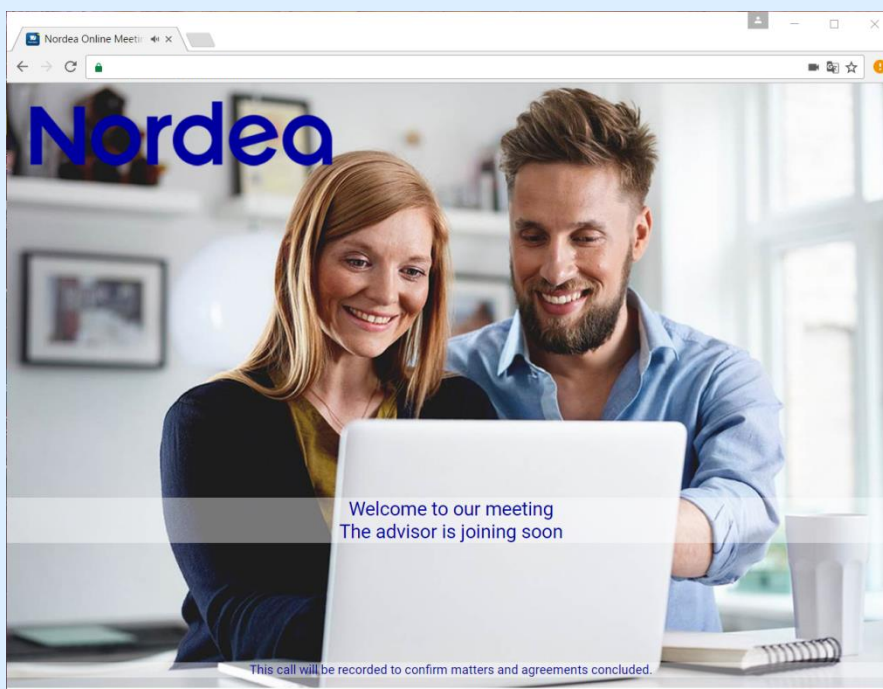 Nordea Online Meetin
Nordea
Welcome to our meeting
The advisor is joining soon
This call will be recorded to confirm matters and agreements concluded.